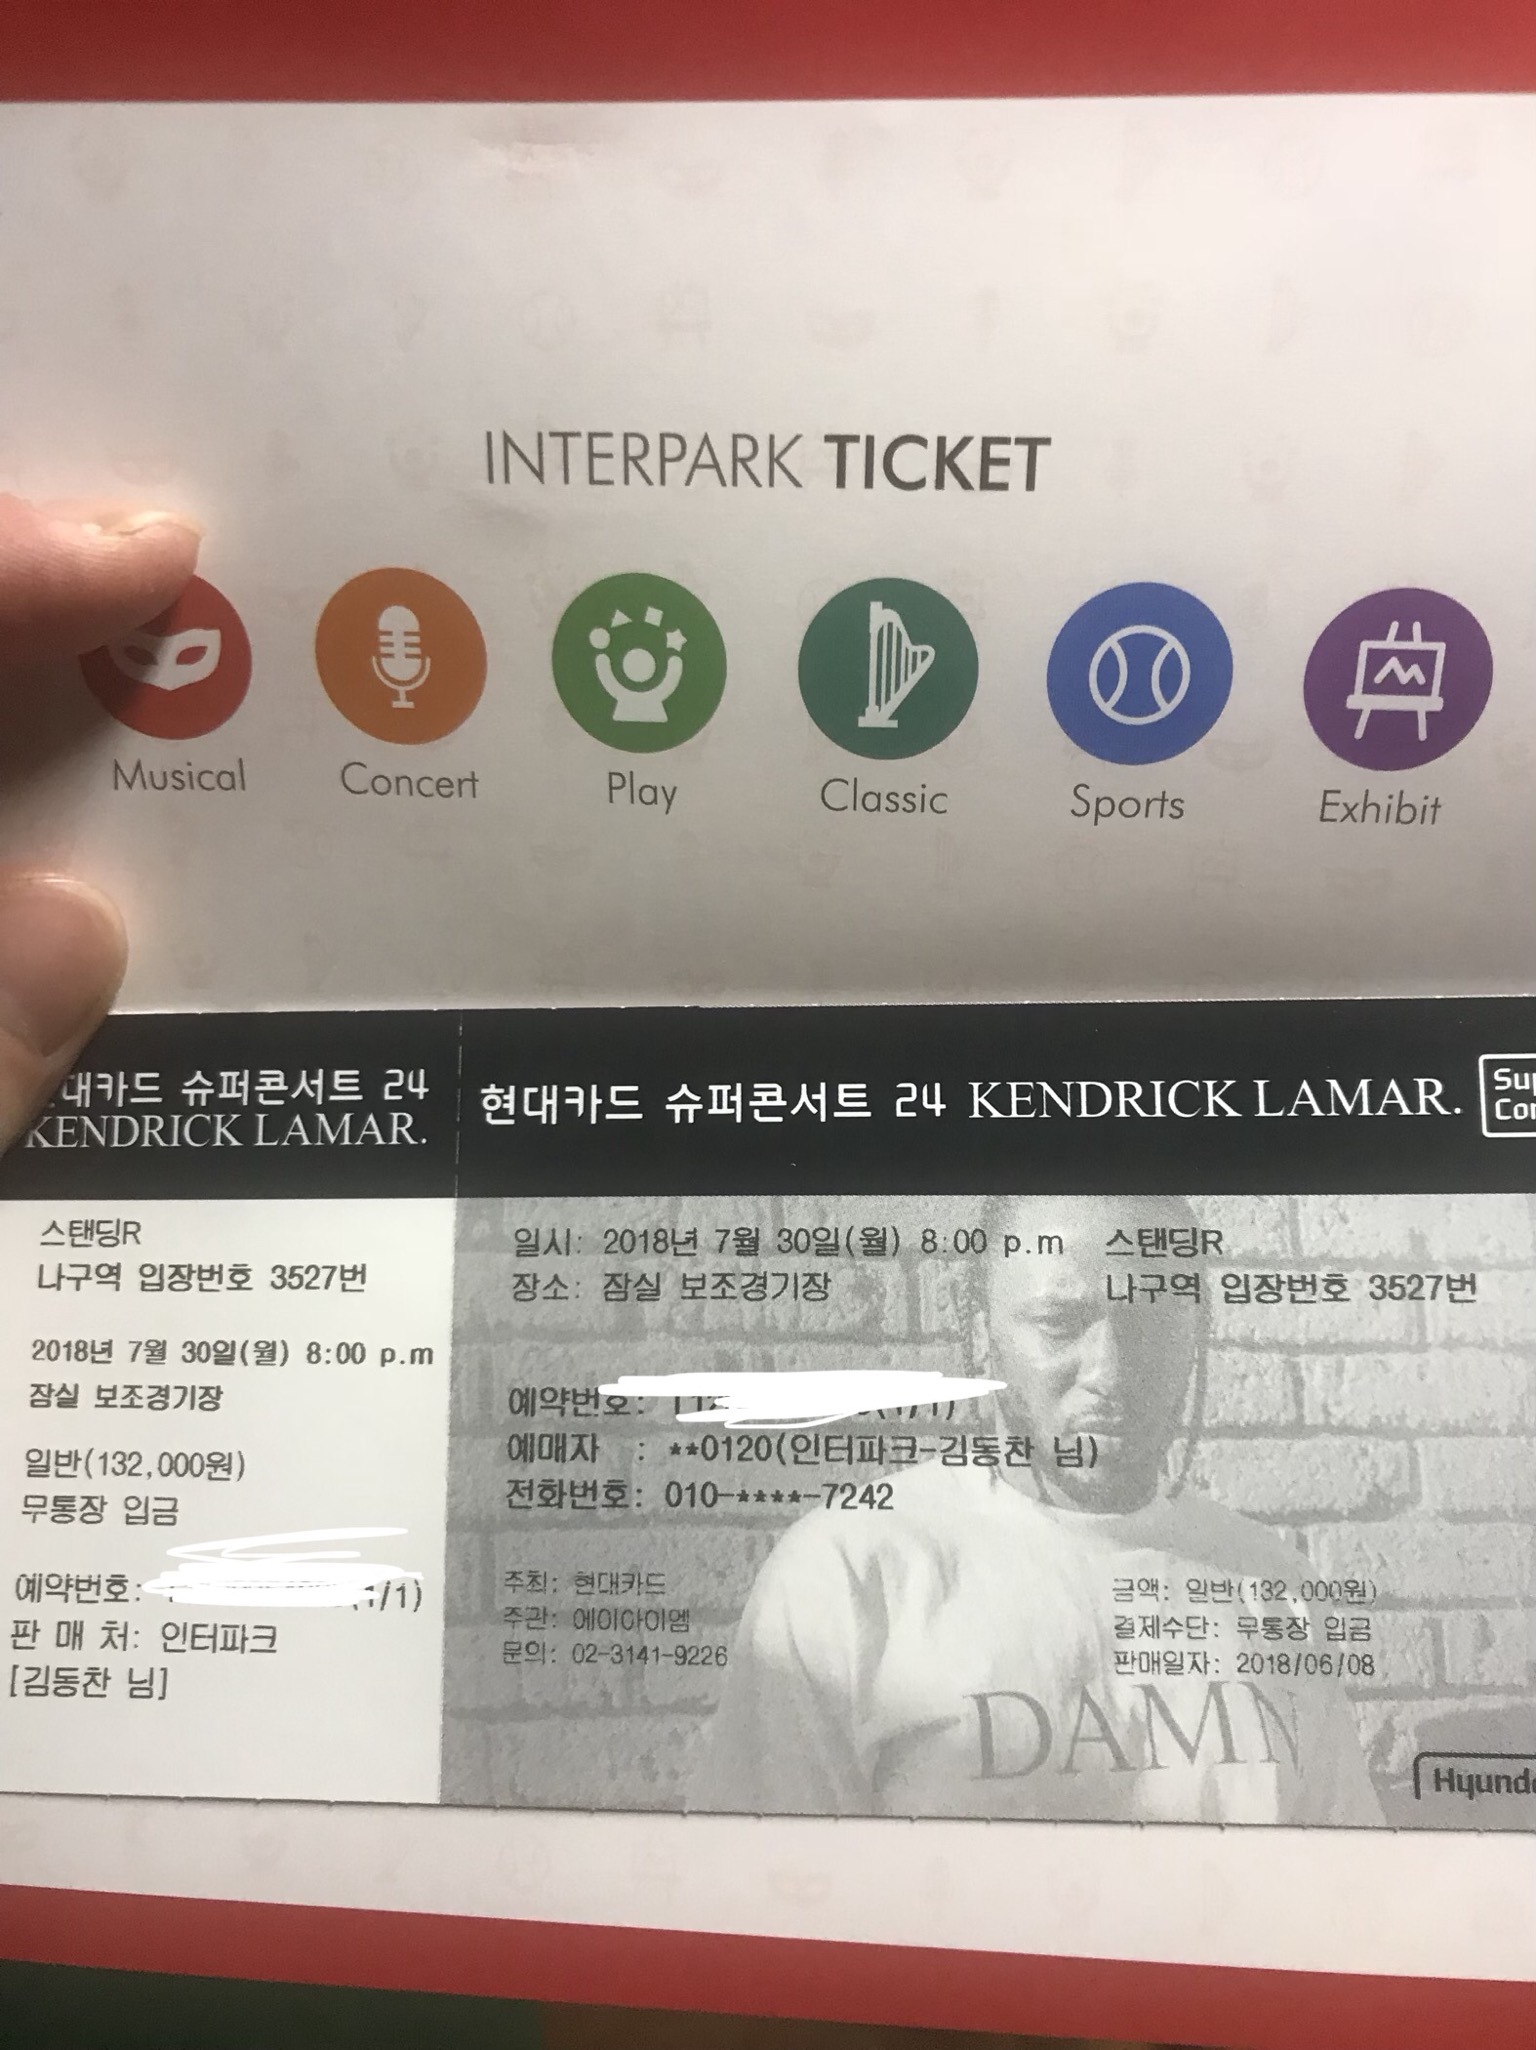 INTERPARK TICKET
Musical
Concert
Play
Classic
Sports
Exhibit
대카드 슈퍼콘서트 24
KENDRICK LAMAR.
스탠딩R
나구역 입장번호 3527번
2018년 7월 30일(월) 8:00 p.m
잠실 보조경기장
일반(132,000원)
무통장 입금
예약번호: (1/1)
판 매 처: 인터파크
[김동찬 님]
현대카드 슈퍼콘서트 24 KENDRICK LAMAR.
Su
Co
일시: 2018년 7월 30일(월) 8:00 p.m
장소: 잠실 보조경기장
스탠딩R
나구역 입장번호 3527번
예약번호: (1/1)
예매자 : **0120(인터파크-김동찬 님)
전화번호: 010-****-7242
주최: 현대카드
주관: 에이아이엠
문의: 02-3141-9226
금액: 일반(132,000원)
결제수단: 무통장 입금
판매일자: 2018/06/08
DAMN
Hyund